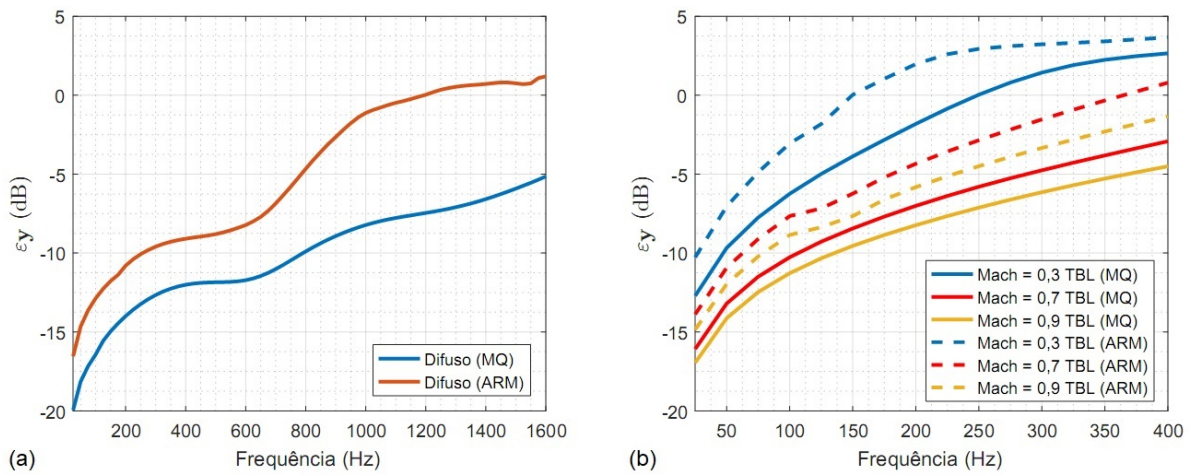 5
0
-5
-10
-15
-20
εy (dB)
200 400 600 800 1000 1200 1400 1600
Frequência (Hz)
Difuso (MQ)
Difuso (ARM)
(a)
5
0
-5
-10
-15
-20
εy (dB)
50 100 150 200 250 300 350 400
Frequência (Hz)
Mach = 0,3 TBL (MQ)
Mach = 0,7 TBL (MQ)
Mach = 0,9 TBL (MQ)
Mach = 0,3 TBL (ARM)
Mach = 0,7 TBL (ARM)
Mach = 0,9 TBL (ARM)
(b)